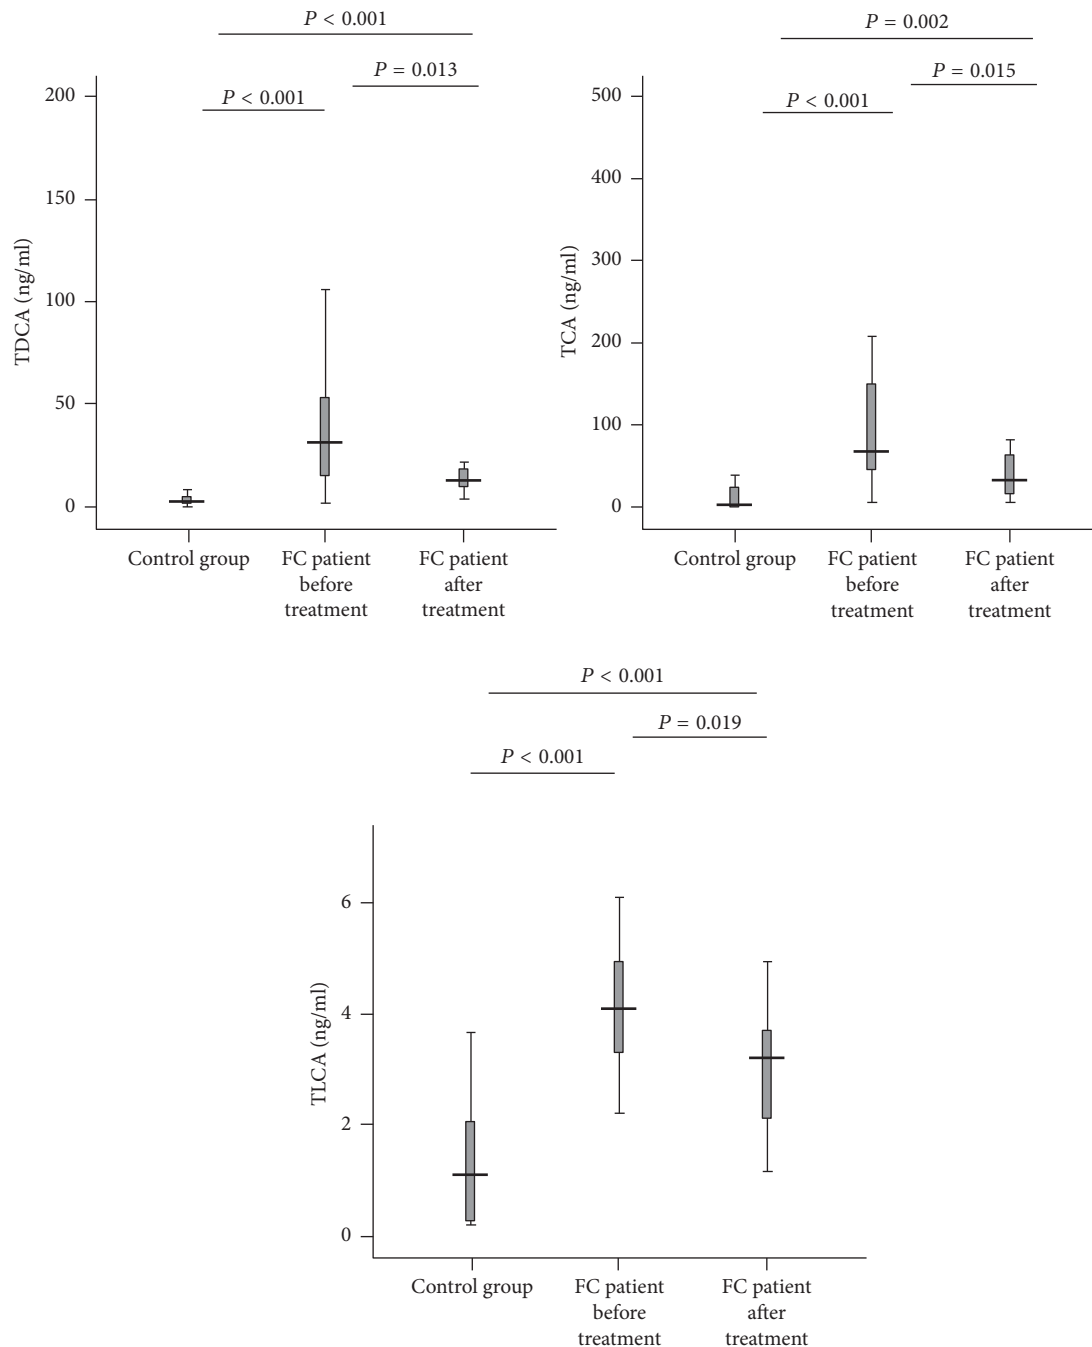 P < 0.001
P = 0.013
P < 0.001
200
150
100
50
0
TDCA (ng/ml)
Control group
FC patient
before
treatment
FC patient
after
treatment
P = 0.002
P = 0.015
P < 0.001
500
400
300
200
100
0
TCA (ng/ml)
Control group
FC patient
before
treatment
FC patient
after
treatment
P < 0.001
P = 0.019
P < 0.001
6
4
2
0
TLCA (ng/ml)
Control group
FC patient
before
treatment
FC patient
after
treatment